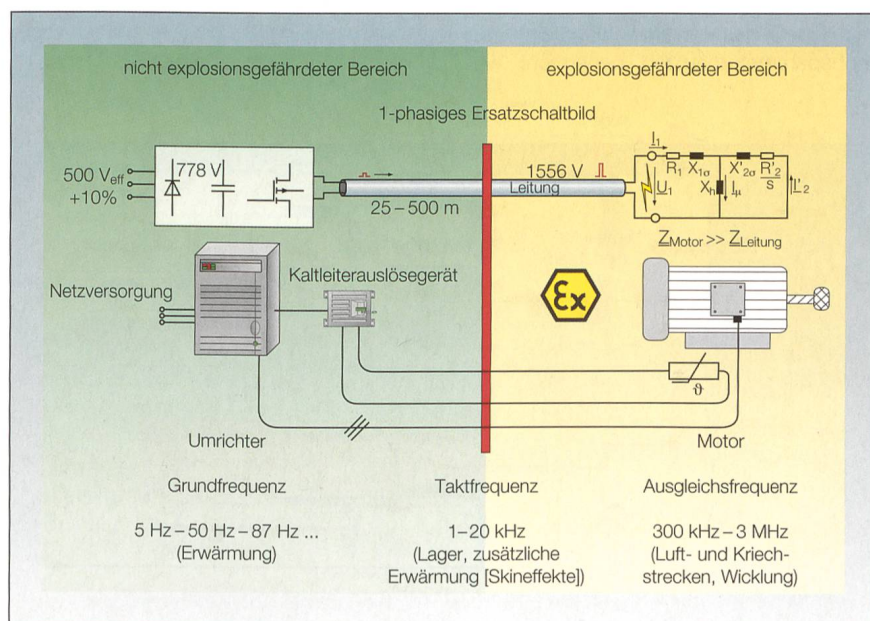 nicht explosionsgefährdeter Bereich
explosionsgefährdeter Bereich
1-phasiges Ersatzschaltbild
500 V eff
+10%
778 V
25–500 m
1556 V
Leitung
I1
R1 X1σ
X'2σ R'2
s
U1
Xh
Iμ
I'2
ZMotor >> ZLeitung
Netzversorgung
Kaltleiterauslösegerät
Ex
ϑ
Umrichter
Motor
Grundfrequenz
5 Hz – 50 Hz – 87 Hz ...
(Erwärmung)
Taktfrequenz
1–20 kHz
(Lager, zusätzliche
Erwärmung [Skineffekte])
Ausgleichsfrequenz
300 kHz – 3 MHz
(Luft- und Kriech-
strecken, Wicklung)